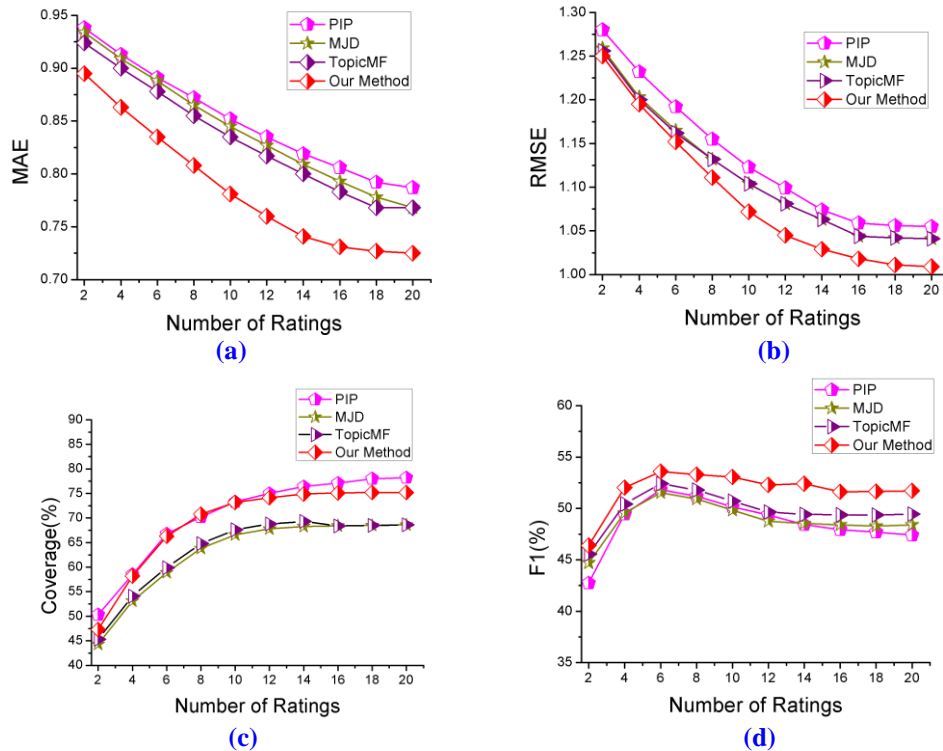 PIP
MJD
TopicMF
Our Method
0.95
0.90
0.85
0.80
0.75
0.70
MAE
2 4 6 8 10 12 14 16 18 20
Number of Ratings
(a)
PIP
MJD
TopicMF
Our Method
1.30
1.25
1.20
1.15
1.10
1.05
1.00
RMSE
2 4 6 8 10 12 14 16 18 20
Number of Ratings
(b)
PIP
MJD
TopicMF
Our Method
90
85
80
75
70
65
60
55
50
45
40
Coverage(%)
2 4 6 8 10 12 14 16 18 20
Number of Ratings
(c)
PIP
MJD
TopicMF
Our Method
60
55
50
45
40
35
F1(%)
2 4 6 8 10 12 14 16 18 20
Number of Ratings
(d)